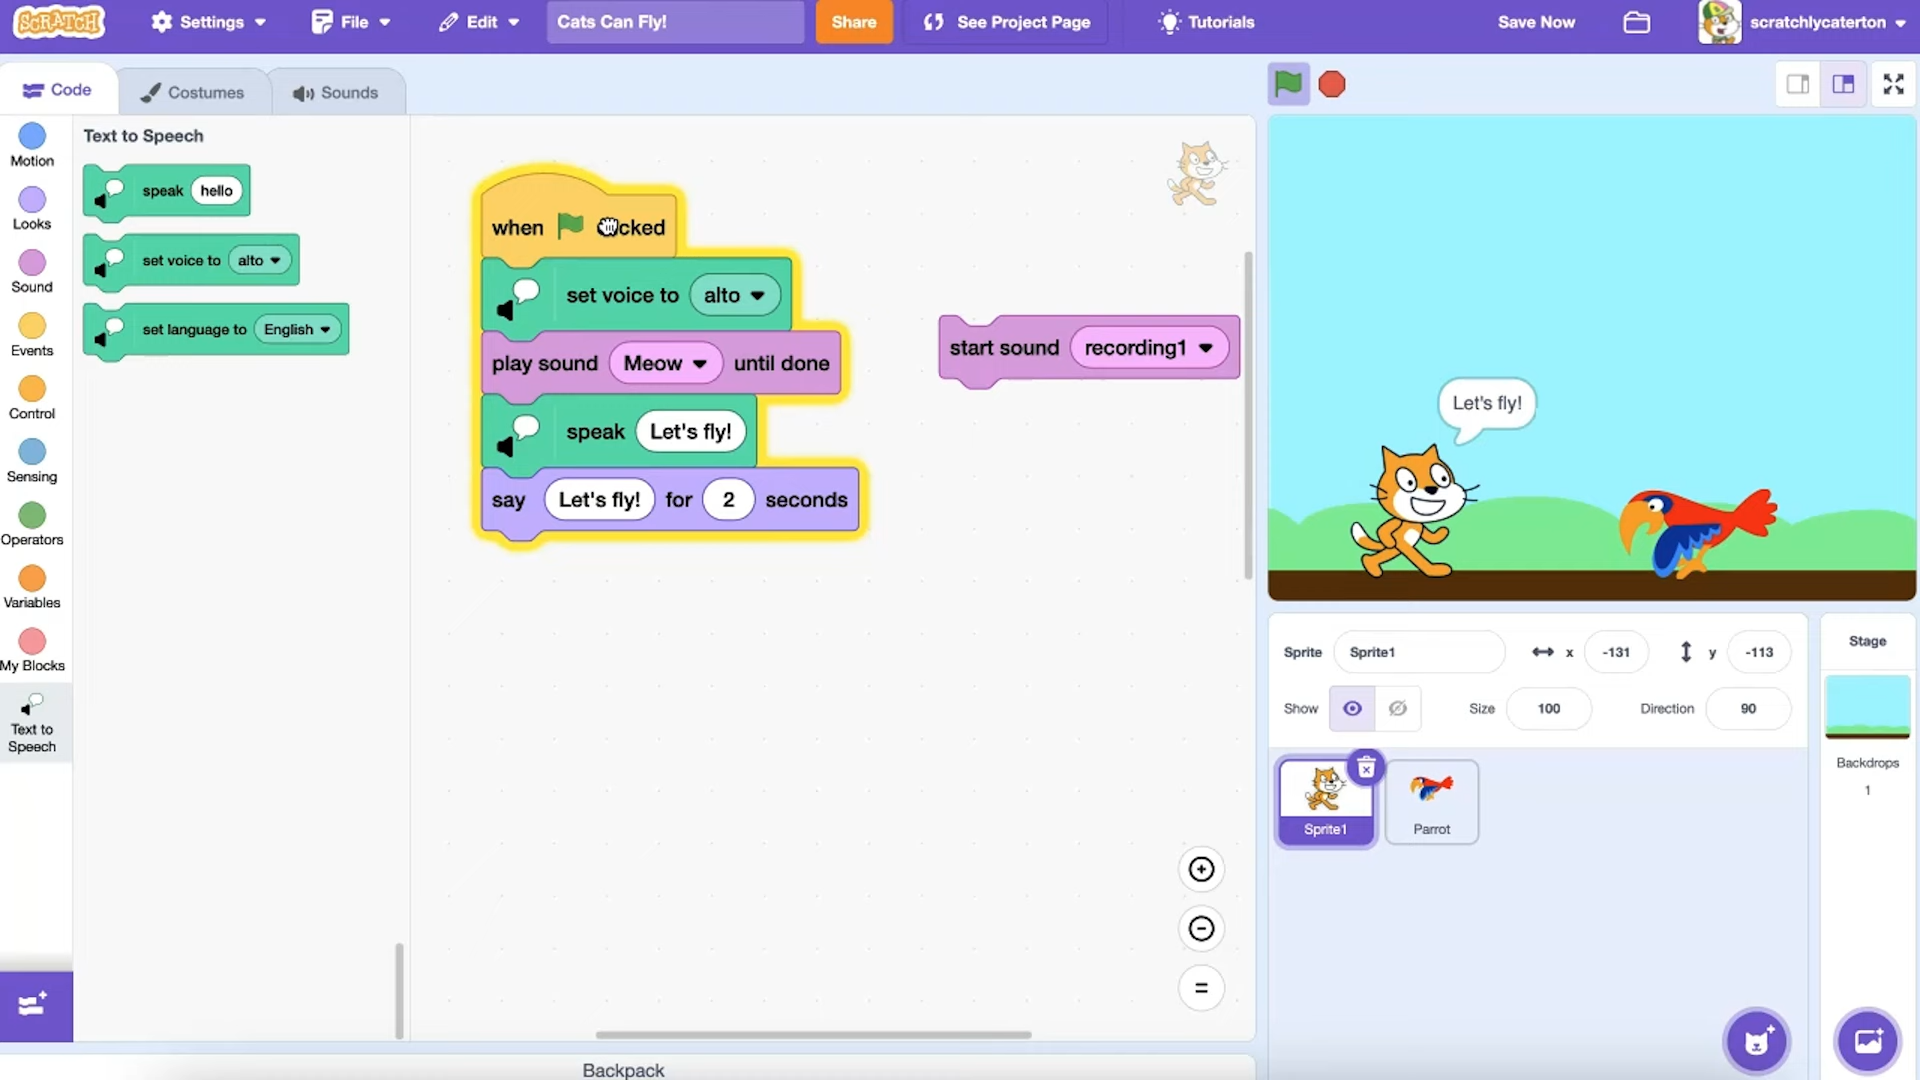 SCRATCH
Settings
File
Edit
Cats Can Fly!
Share
See Project Page
Tutorials
Save Now
scratchlycaterton
Code
Costumes
Sounds
Motion
Looks
Sound
Events
Control
Sensing
Operators
Variables
My Blocks
Text to
Speech
Text to Speech
speak hello
set voice to alto
set language to English
when cked
set voice to alto
play sound Meow until done
speak Let's fly!
say Let's fly! for 2 seconds
start sound recording1
Let's fly!
Sprite Sprite1 x -131 y -113
Show Size 100 Direction 90
Sprite1
Parrot
Stage
Backdrops
1
Backpack